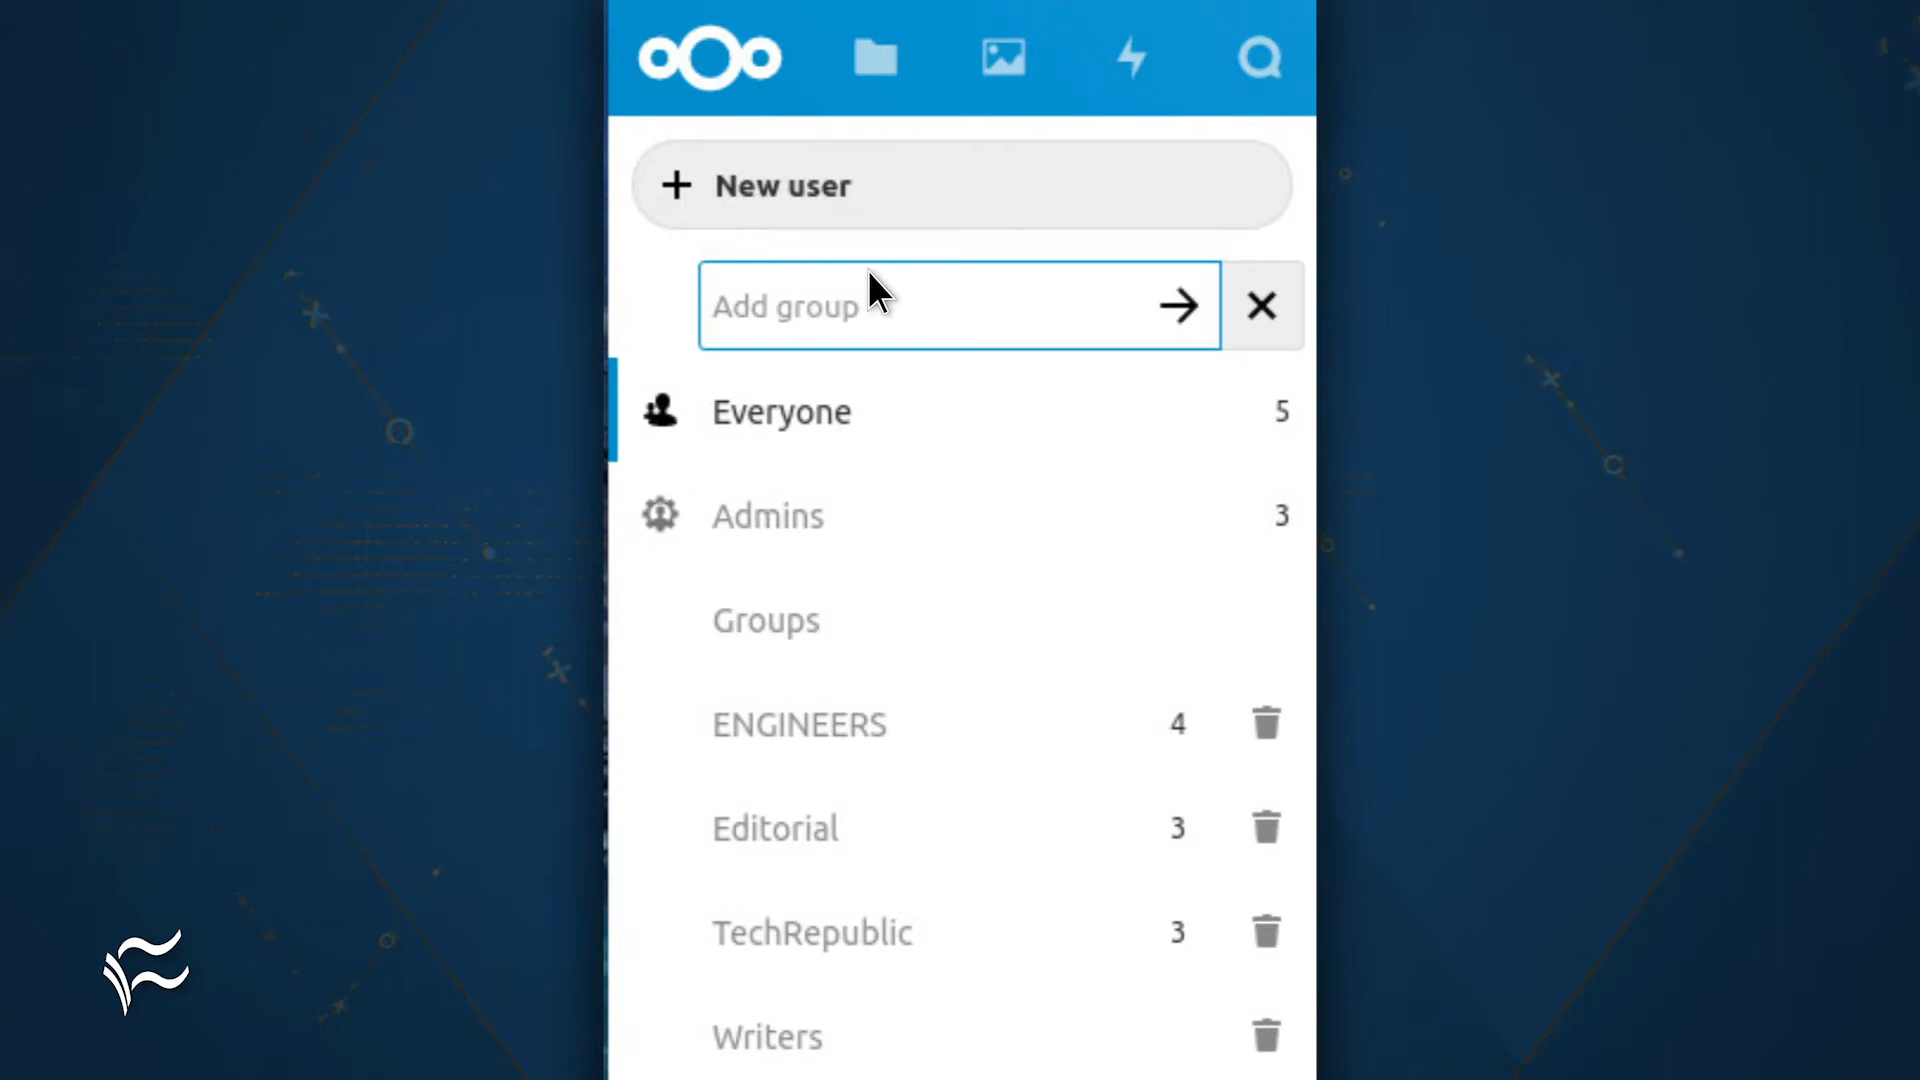 New user
Add group
Everyone 5
Admins 3
Groups
ENGINEERS 4
Editorial 3
TechRepublic 3
Writers